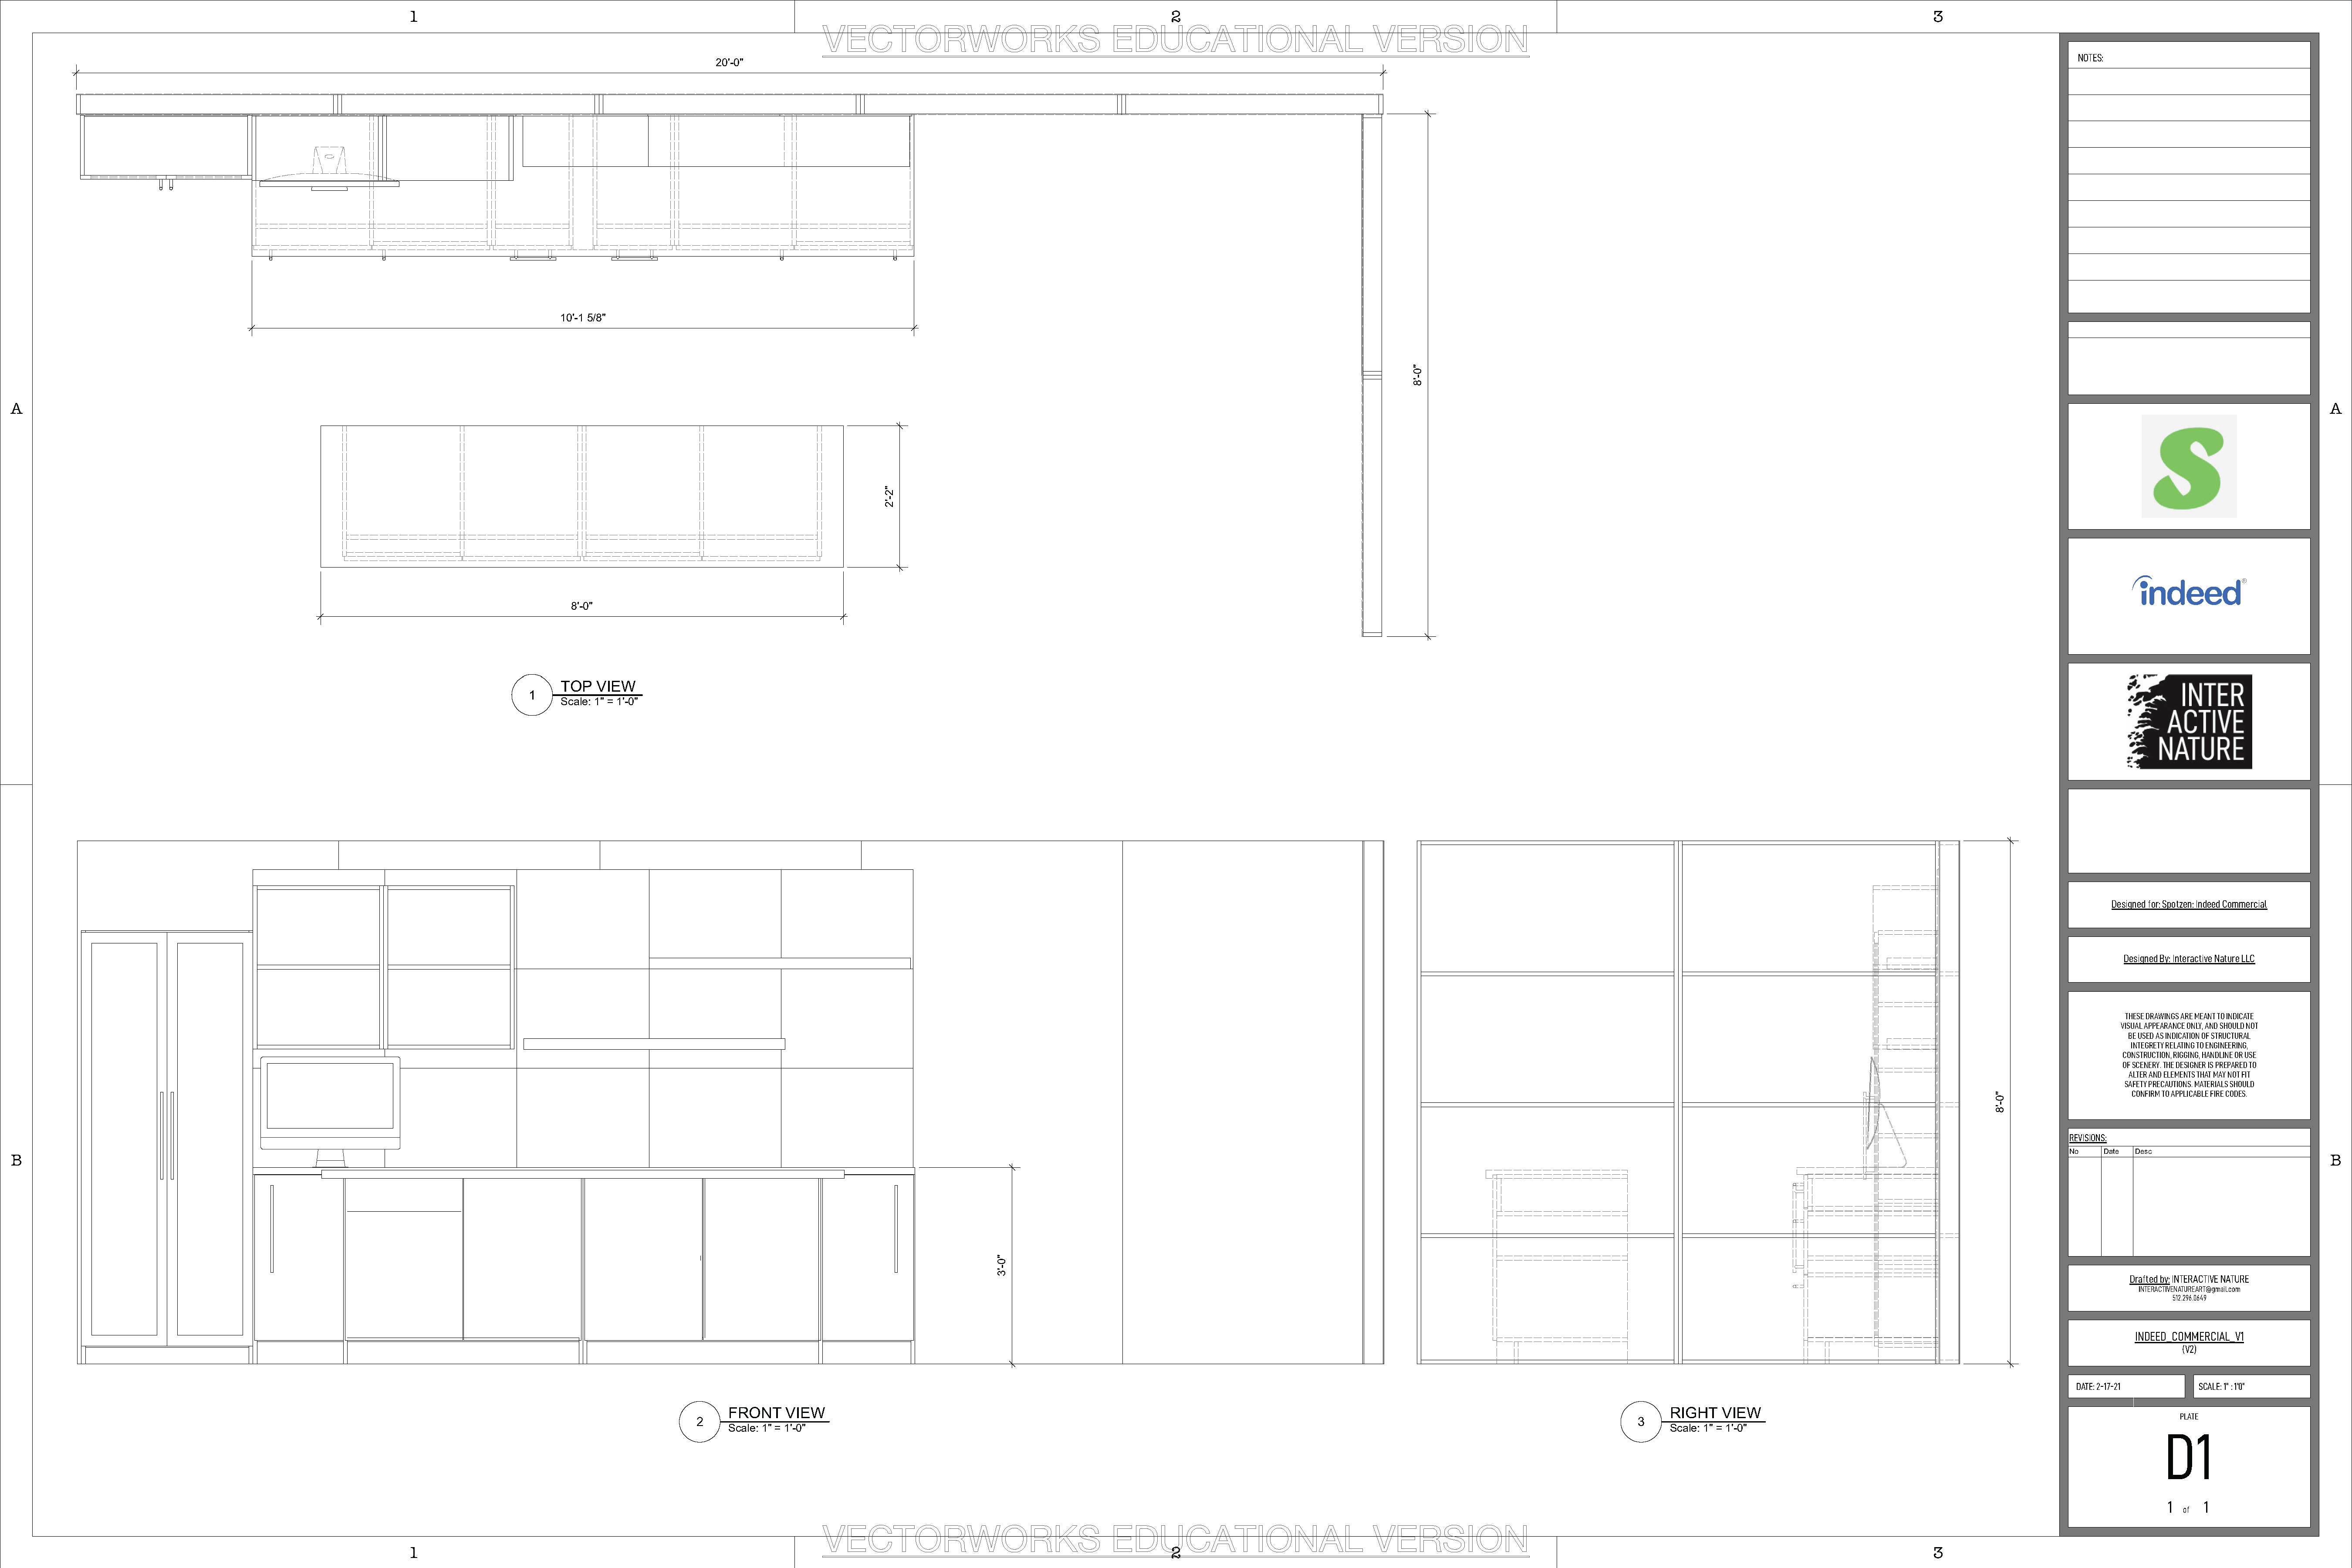 1
2
3
VECTORWORKS EDUCATIONAL VERSION
20'-0"
10'-1 5/8"
8'-0"
2'-2"
8'-0"
1
TOP VIEW
Scale: 1" = 1'-0"
A
A
3'-0"
8'-0"
B
B
2
FRONT VIEW
Scale: 1" = 1'-0"
3
RIGHT VIEW
Scale: 1" = 1'-0"
NOTES:
S
indeed®
INTER
ACTIVE
NATURE
Designed for: Spotzen: Indeed Commercial
Designed By: Interactive Nature LLC
THESE DRAWINGS ARE MEANT TO INDICATE
VISUAL APPEARANCE ONLY, AND SHOULD NOT
BE USED AS INDICATION OF STRUCTURAL
INTEGRETY RELATING TO ENGINEERING,
CONSTRUCTION, RIGGING, HANDLINE OR USE
OF SCENERY. THE DESIGNER IS PREPARED TO
ALTER AND ELEMENTS THAT MAY NOT FIT
SAFETY PRECAUTIONS. MATERIALS SHOULD
CONFIRM TO APPLICABLE FIRE CODES.
REVISIONS:
No Date Desc
Drafted by: INTERACTIVE NATURE
INTERACTIVENATUREART@gmail.com
512.296.0649
INDEED_COMMERCIAL_V1
(V2)
DATE: 2-17-21
SCALE: 1" : 1'0"
PLATE
D1
1 of 1
VECTORWORKS EDUCATIONAL VERSION
1
2
3